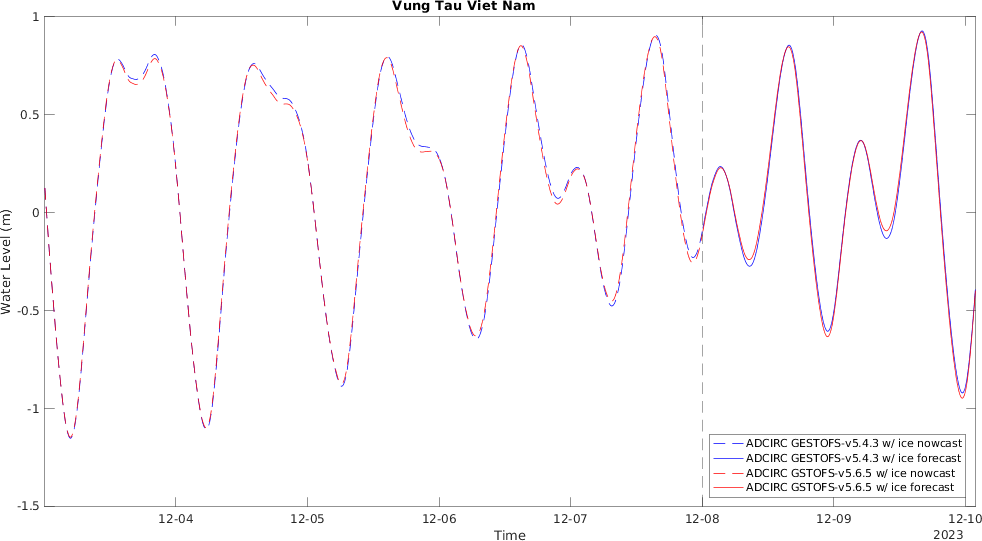 Vung Tau Viet Nam
1
0.5
0
-0.5
-1
-1.5
Water Level (m)
12-04
12-05
12-06
12-07
12-08
12-09
12-10
Time
2023
ADCIRC GESTOFS-v5.4.3 w/ ice nowcast
ADCIRC GESTOFS-v5.4.3 w/ ice forecast
ADCIRC GSTOFS-v5.6.5 w/ ice nowcast
ADCIRC GSTOFS-v5.6.5 w/ ice forecast